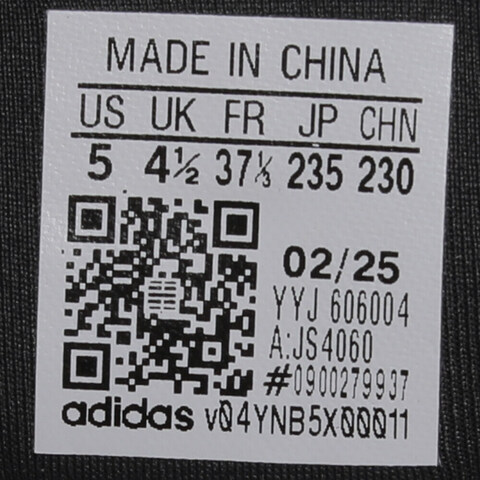 MADE IN CHINA
US UK FR JP CHN
5 4½ 37⅓ 235 230
02/25
YYJ 606004
A:JS4060
#0900279937
adidas v04YNB5X00011